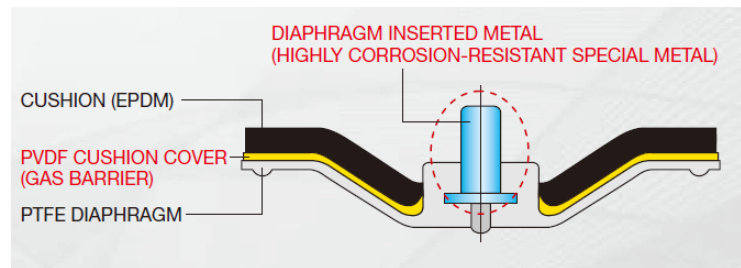 DIAPHRAGM INSERTED METAL
(HIGHLY CORROSION-RESISTANT SPECIAL METAL)
CUSHION (EPDM)
PVDF CUSHION COVER
(GAS BARRIER)
PTFE DIAPHRAGM